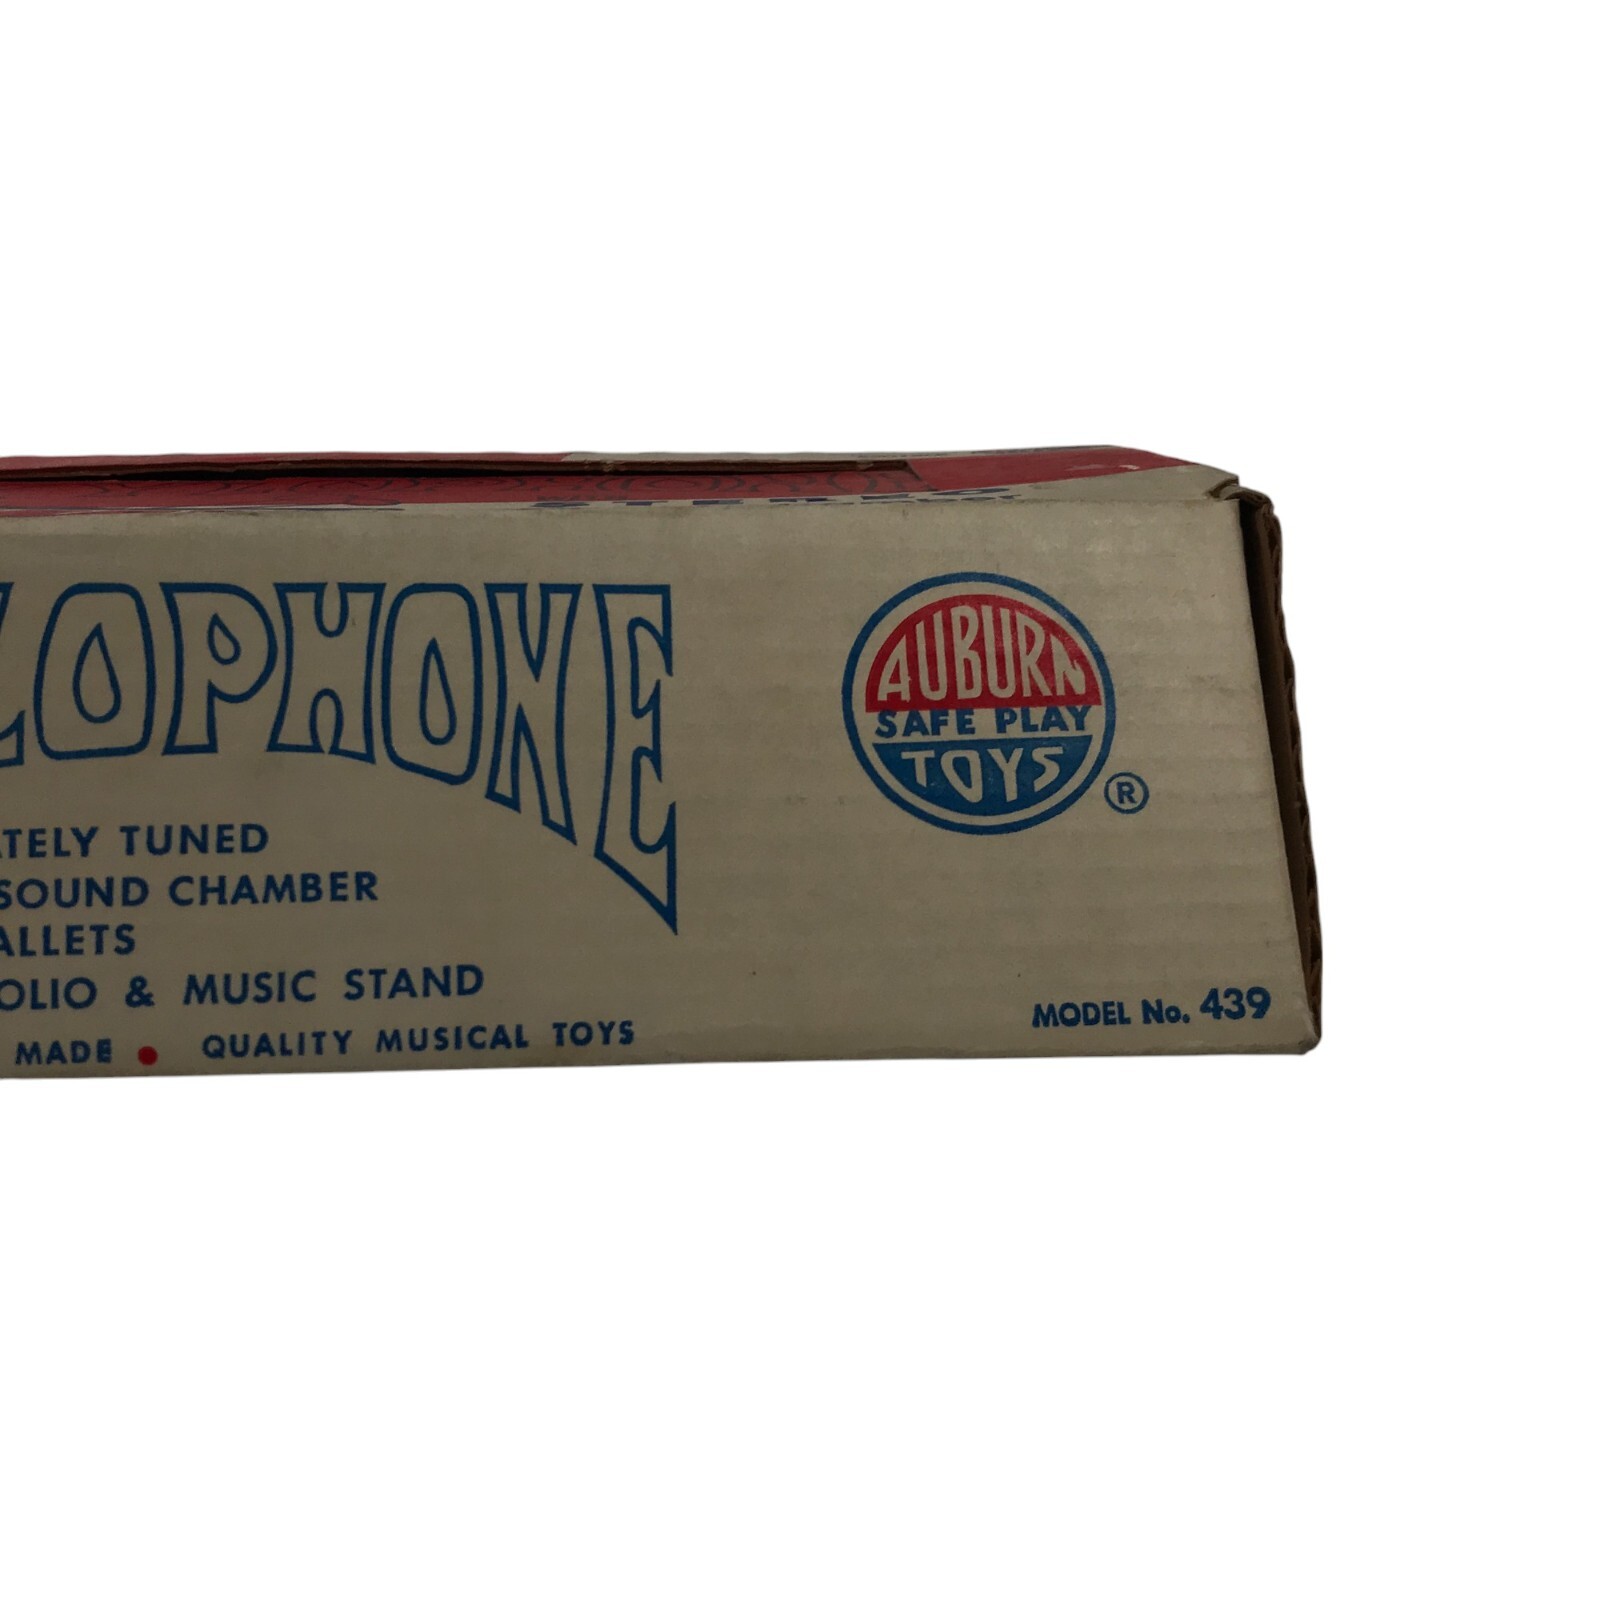 STEREO
LOPHONE
ATELY TUNED
SOUND CHAMBER
ALLETS
OLIO & MUSIC STAND
MADE • QUALITY MUSICAL TOYS
AUBURN
SAFE PLAY
TOYS
®
MODEL No. 439